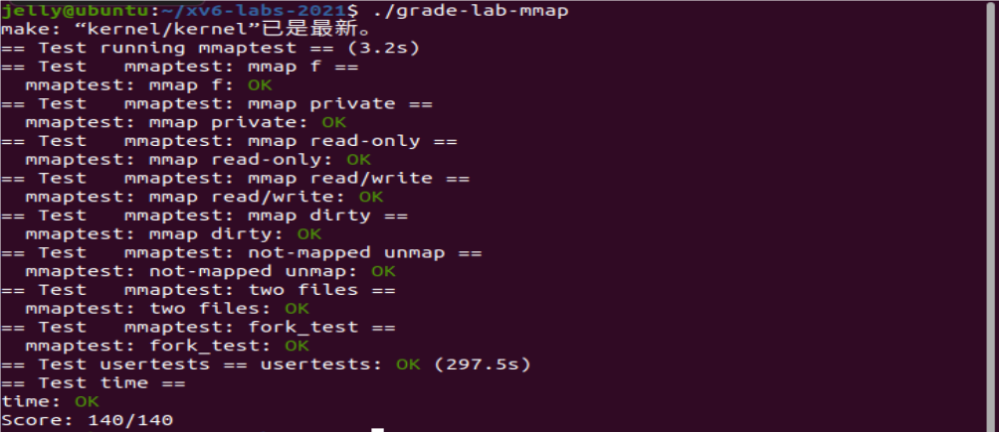 jelly@ubuntu:~/xv6-labs-2021$ ./grade-lab-mmap
make: “kernel/kernel”已是最新。
== Test running mmaptest == (3.2s)
== Test   mmaptest: mmap f ==
  mmaptest: mmap f: OK
== Test   mmaptest: mmap private ==
  mmaptest: mmap private: OK
== Test   mmaptest: mmap read-only ==
  mmaptest: mmap read-only: OK
== Test   mmaptest: mmap read/write ==
  mmaptest: mmap read/write: OK
== Test   mmaptest: mmap dirty ==
  mmaptest: mmap dirty: OK
== Test   mmaptest: not-mapped unmap ==
  mmaptest: not-mapped unmap: OK
== Test   mmaptest: two files ==
  mmaptest: two files: OK
== Test   mmaptest: fork_test ==
  mmaptest: fork_test: OK
== Test usertests == usertests: OK (297.5s)
== Test time ==
time: OK
Score: 140/140